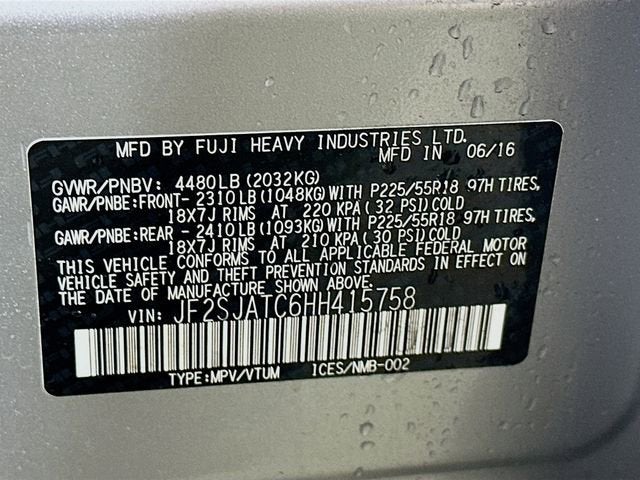 MFD BY FUJI HEAVY INDUSTRIES LTD.
MFD IN 06/16
GVWR/PNBV: 4480LB (2032KG)
GAWR/PNBE:FRONT-2310LB(1048KG)WITH P225/55R18 97H TIRES,
18X7J RIMS AT 220 KPA(32 PSI)COLD
GAWR/PNBE:REAR -2410LB(1093KG)WITH P225/55R18 97H TIRES,
18X7J RIMS AT 210 KPA(30 PSI)COLD
THIS VEHICLE CONFORMS TO ALL APPLICABLE FEDERAL MOTOR
VEHICLE SAFETY AND THEFT PREVENTION STANDARDS IN EFFECT ON
THE DATE OF MANUFACTURE SHOWN ABOVE.
VIN: JF2SJATC6HH415758
TYPE:MPV/VTUM ICES/NMB-002